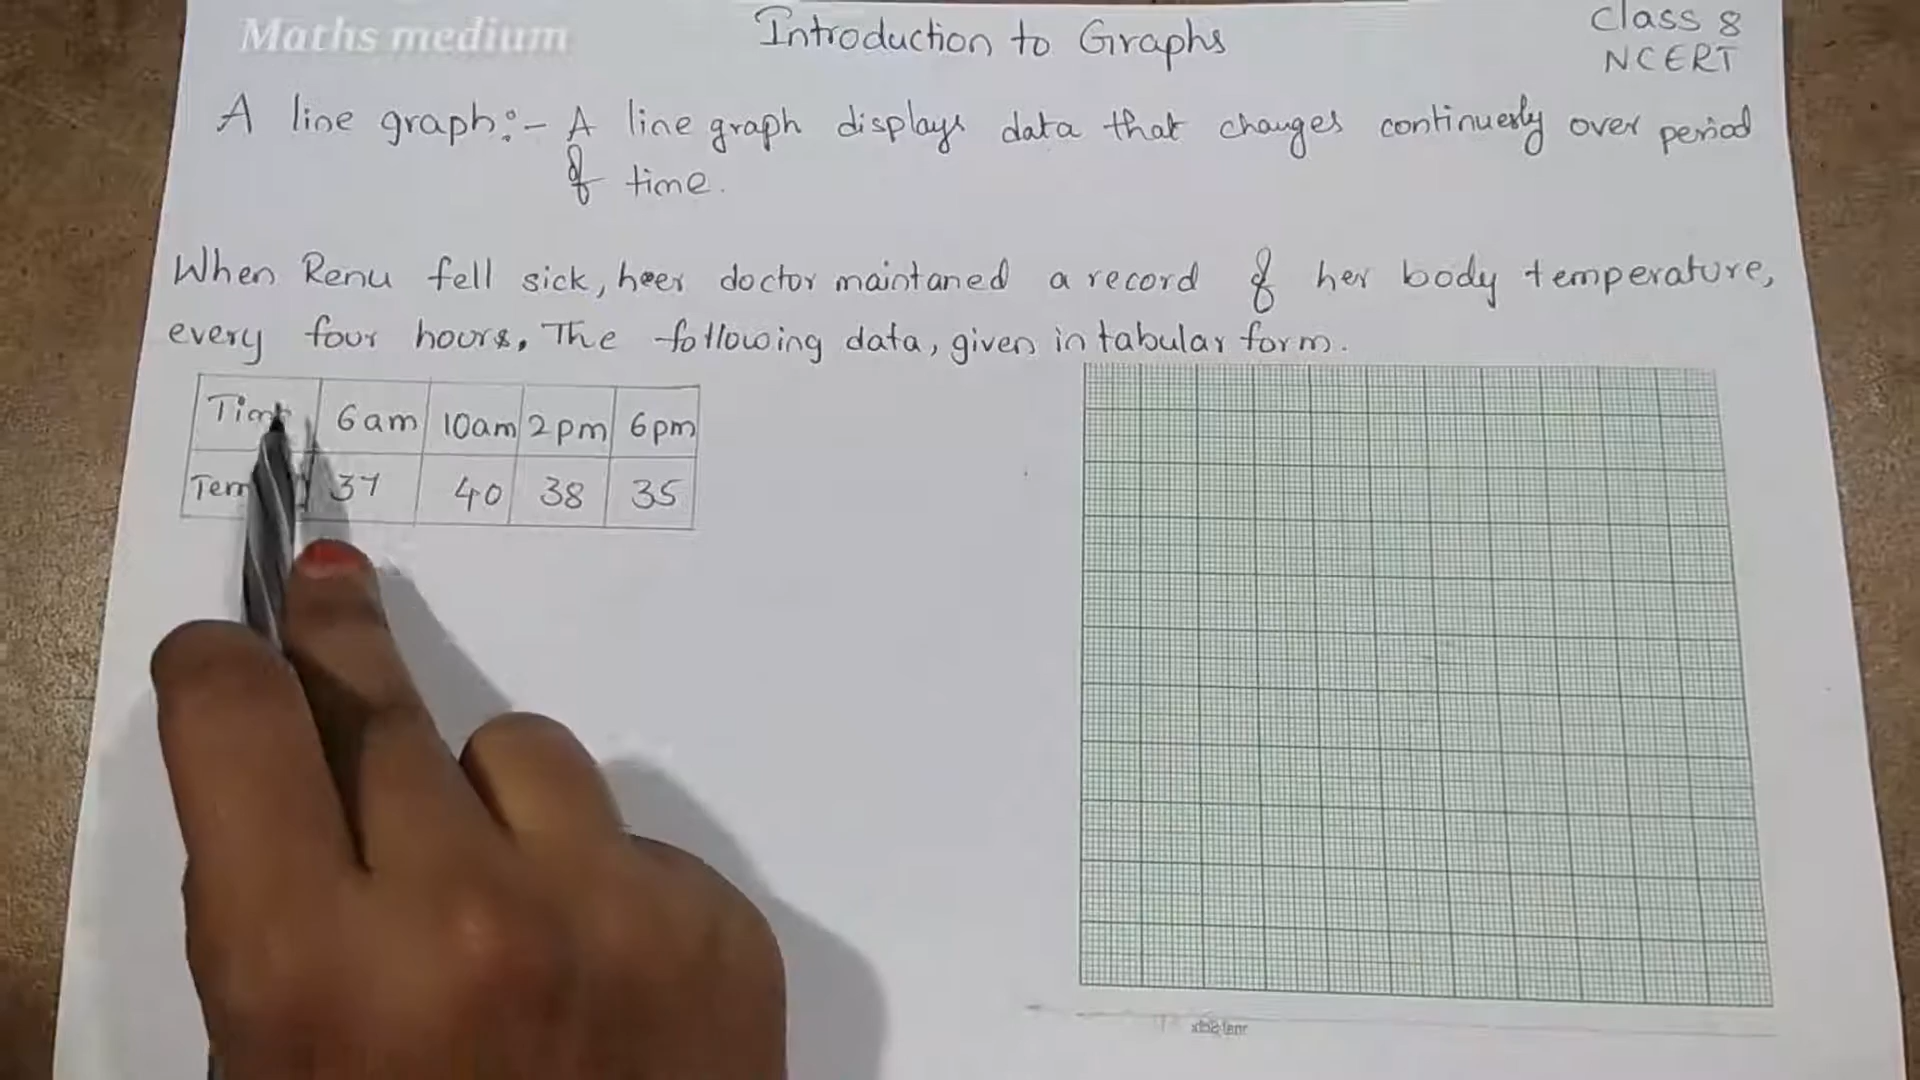 Maths medium
Introduction to Graphs
Class 8
NCERT
A line graph:- A line graph displays data that changes continuesly over period
of time.
When Renu fell sick, heer doctor maintaned a record of her body temperature,
every four hours. The following data, given in tabular form.
6am 10am 2pm 6pm
37 40 38 35